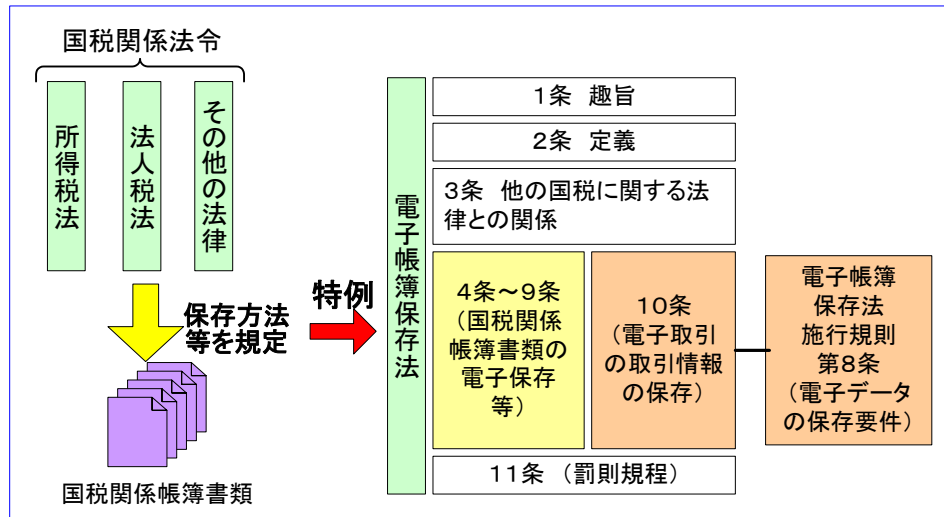 国税関係法令
所得税法
法人税法
その他の法律
保存方法
等を規定
国税関係帳簿書類
特例
電子帳簿保存法
1条 趣旨
2条 定義
3条 他の国税に関する法
律との関係
4条~9条
(国税関係
帳簿書類の
電子保存
等)
10条
(電子取引
の取引情報
の保存)
11条 (罰則規程)
電子帳簿
保存法
施行規則
第8条
(電子データ
の保存要件)